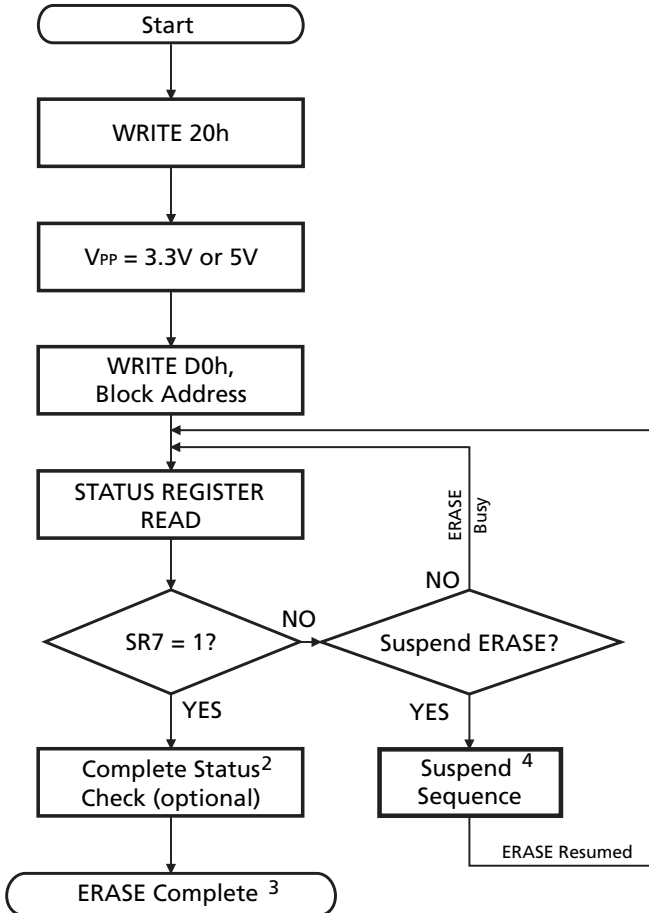 Start
WRITE 20h
VPP = 3.3V or 5V
WRITE D0h,
Block Address
STATUS REGISTER
READ
ERASE
Busy
NO
SR7 = 1?
NO
Suspend ERASE?
YES
YES
Complete Status2
Check (optional)
Suspend 4
Sequence
ERASE Resumed
ERASE Complete 3